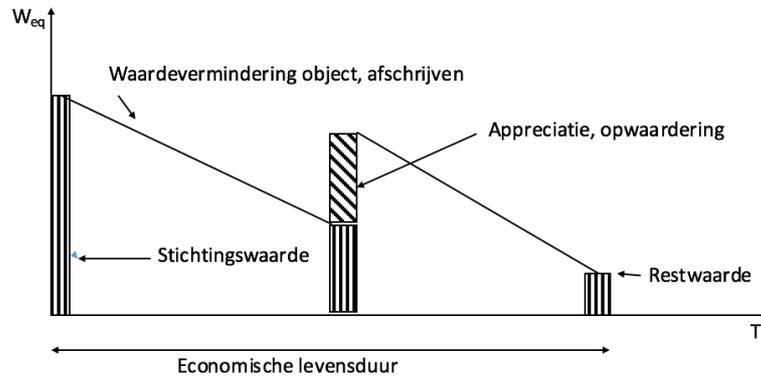 Weq
Waardevermindering object, afschrijven
Appreciatie, opwaardering
Stichtingswaarde
Restwaarde
T
Economische levensduur